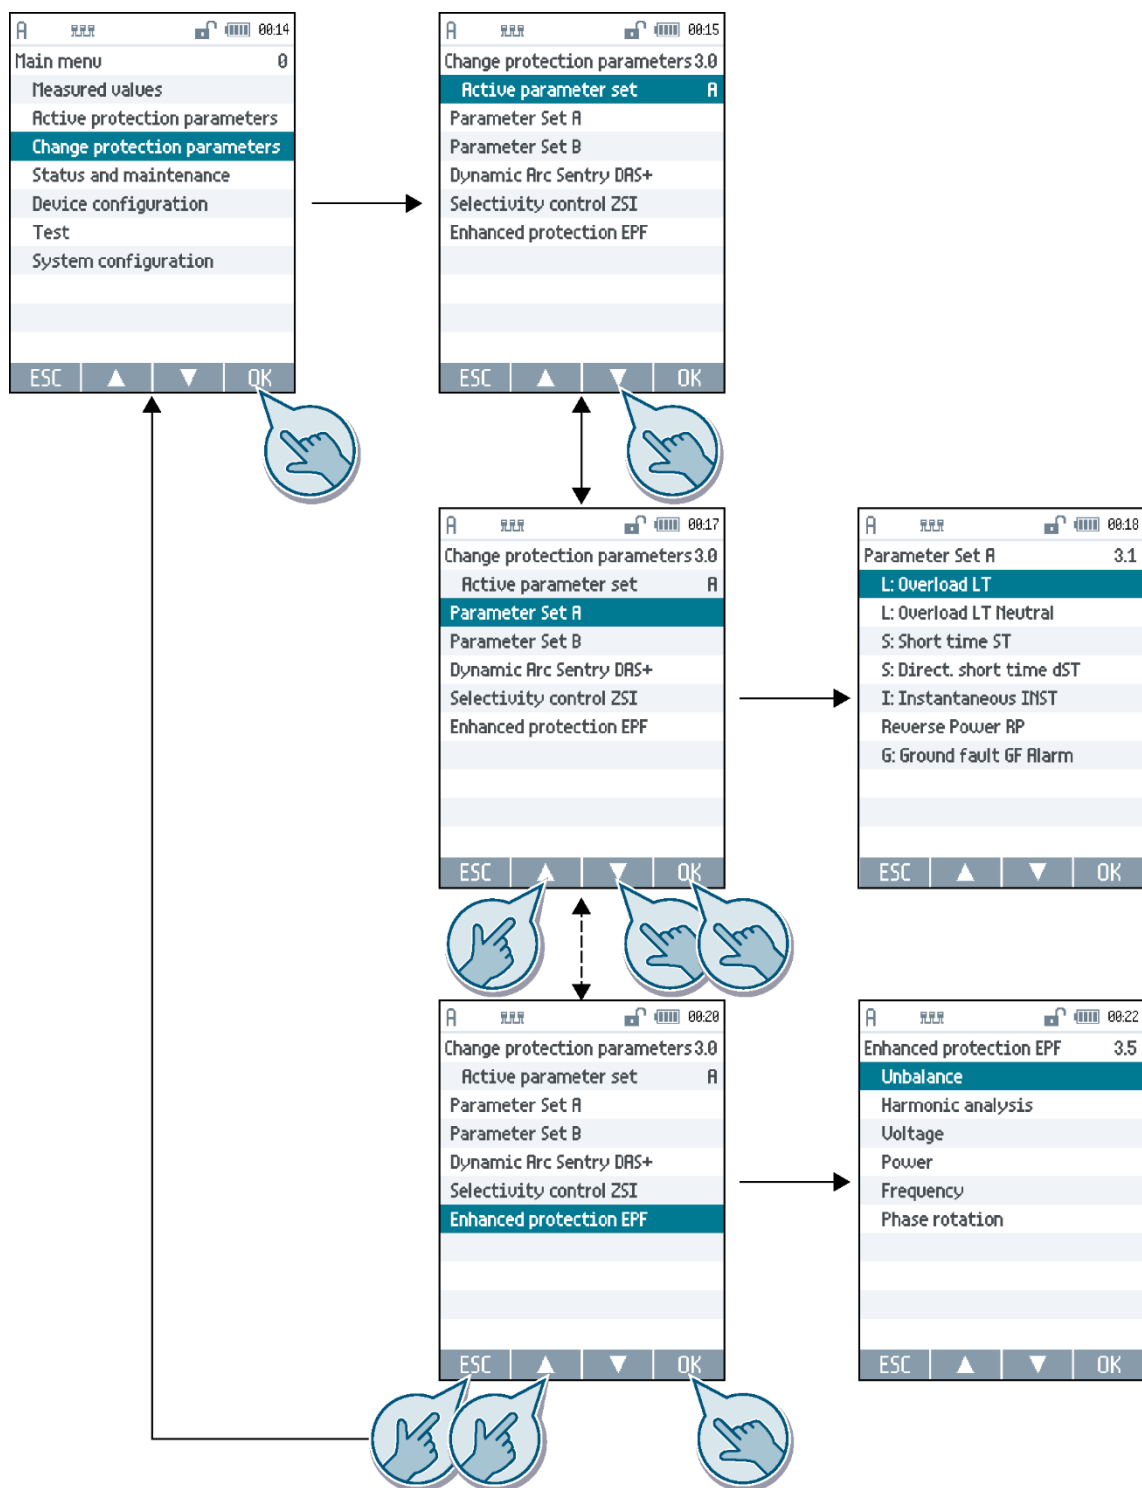 A 00:14
Main menu 0
Measured values
Active protection parameters
Change protection parameters
Status and maintenance
Device configuration
Test
System configuration
ESC OK
A 00:15
Change protection parameters 3.0
Active parameter set A
Parameter Set A
Parameter Set B
Dynamic Arc Sentry DAS+
Selectivity control ZSI
Enhanced protection EPF
ESC OK
A 00:17
Change protection parameters 3.0
Active parameter set A
Parameter Set A
Parameter Set B
Dynamic Arc Sentry DAS+
Selectivity control ZSI
Enhanced protection EPF
ESC OK
A 00:18
Parameter Set A 3.1
L: Overload LT
L: Overload LT Neutral
S: Short time ST
S: Direct. short time dST
I: Instantaneous INST
Reverse Power RP
G: Ground fault GF Alarm
ESC OK
A 00:20
Change protection parameters 3.0
Active parameter set A
Parameter Set A
Parameter Set B
Dynamic Arc Sentry DAS+
Selectivity control ZSI
Enhanced protection EPF
ESC OK
A 00:22
Enhanced protection EPF 3.5
Unbalance
Harmonic analysis
Voltage
Power
Frequency
Phase rotation
ESC OK